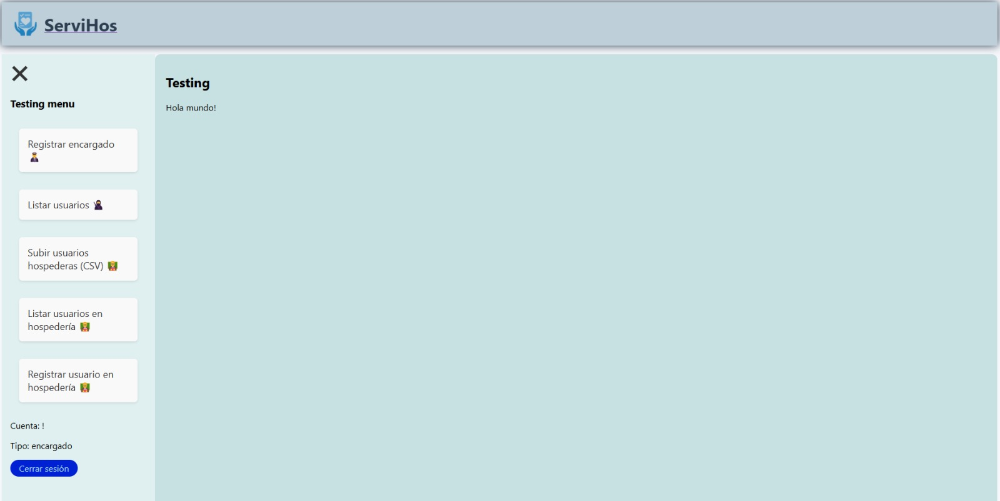 ServiHos
Testing menu
Registrar encargado
Listar usuarios
Subir usuarios
hospederas (CSV)
Listar usuarios en
hospedería
Registrar usuario en
hospedería
Cuenta: !
Tipo: encargado
Cerrar sesión
Testing
Hola mundo!